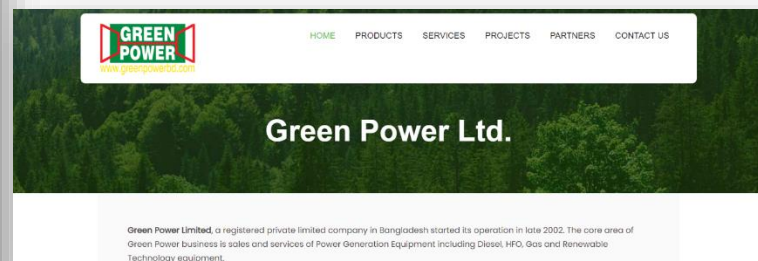 GREEN
POWER
www.greenpowerbd.com
HOME PRODUCTS SERVICES PROJECTS PARTNERS CONTACT US
Green Power Ltd.
Green Power Limited, a registered private limited company in Bangladesh started its operation in late 2002. The core area of
Green Power business is sales and services of Power Generation Equipment including Diesel, HFO, Gas and Renewable
Technology equipment.